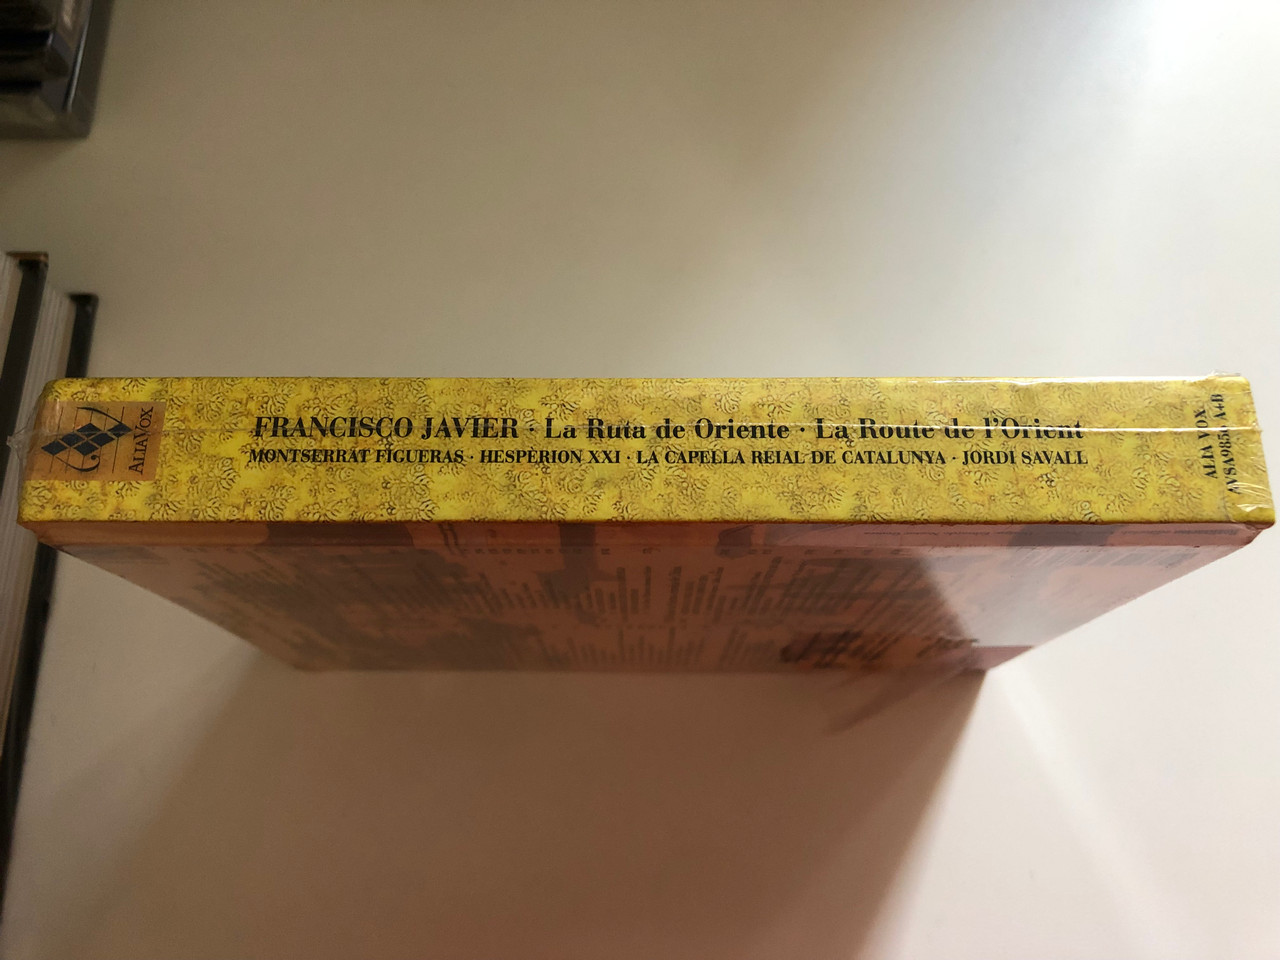 ALIAVOX
FRANCISCO JAVIER · La Ruta de Oriente · La Route de l'Orient
MONTSERRAT FIGUERAS · HESPÈRION XXI · LA CAPELLA REIAL DE CATALUNYA · JORDI SAVALL
ALIA VOX
AVSA9856 A+B